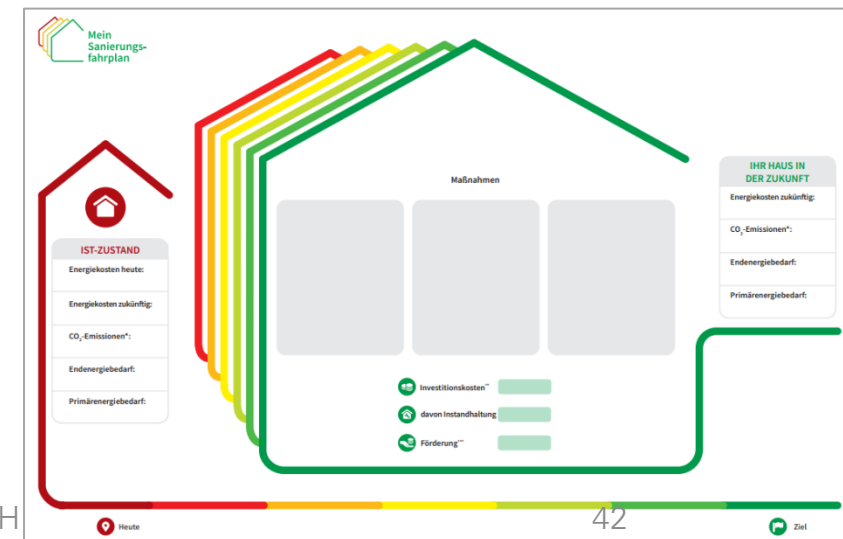 Mein
Sanierungs-
fahrplan
Maßnahmen
IHR HAUS IN
DER ZUKUNFT
Energiekosten zukünftig:
CO₂-Emissionen*:
Endenergiebedarf:
Primärenergiebedarf:
IST-ZUSTAND
Energiekosten heute:
Energiekosten zukünftig:
CO₂-Emissionen*:
Endenergiebedarf:
Primärenergiebedarf:
Investitionskosten**
davon Instandhaltung
Förderung***
H
42
Heute
Ziel